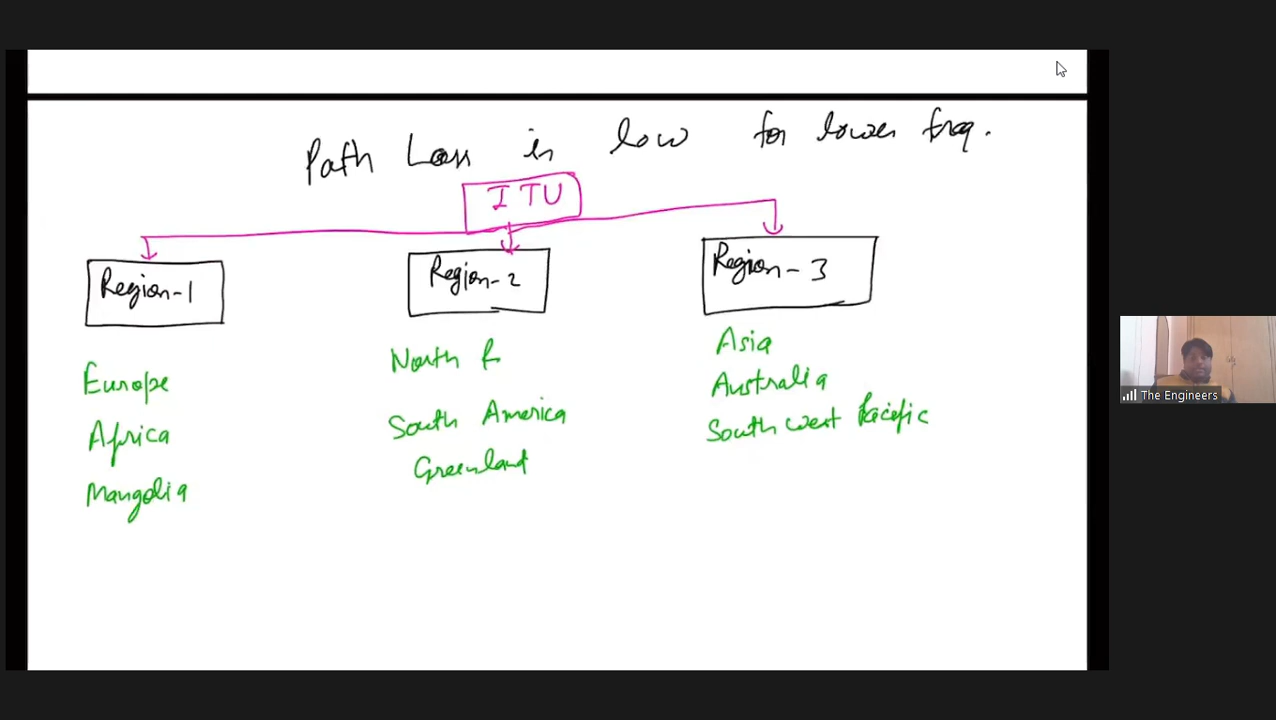 Path Loss is low for lower freq.
ITU
Region-1
Region-2
Region-3
Europe
Africa
Mangolia
North
South America
Greenland
Asia
Australia
South west Pacific
The Engineers